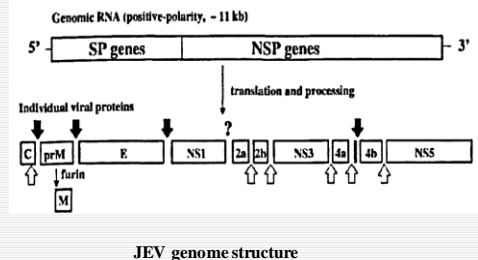 Genomic RNA (positive-polarity, ~ 11 kb)
5' SP genes NSP genes 3'
translation and processing
Individual viral proteins
?
C prM E NS1 2a 2b NS3 4a 4b NS5
furin
M
JEV genome structure